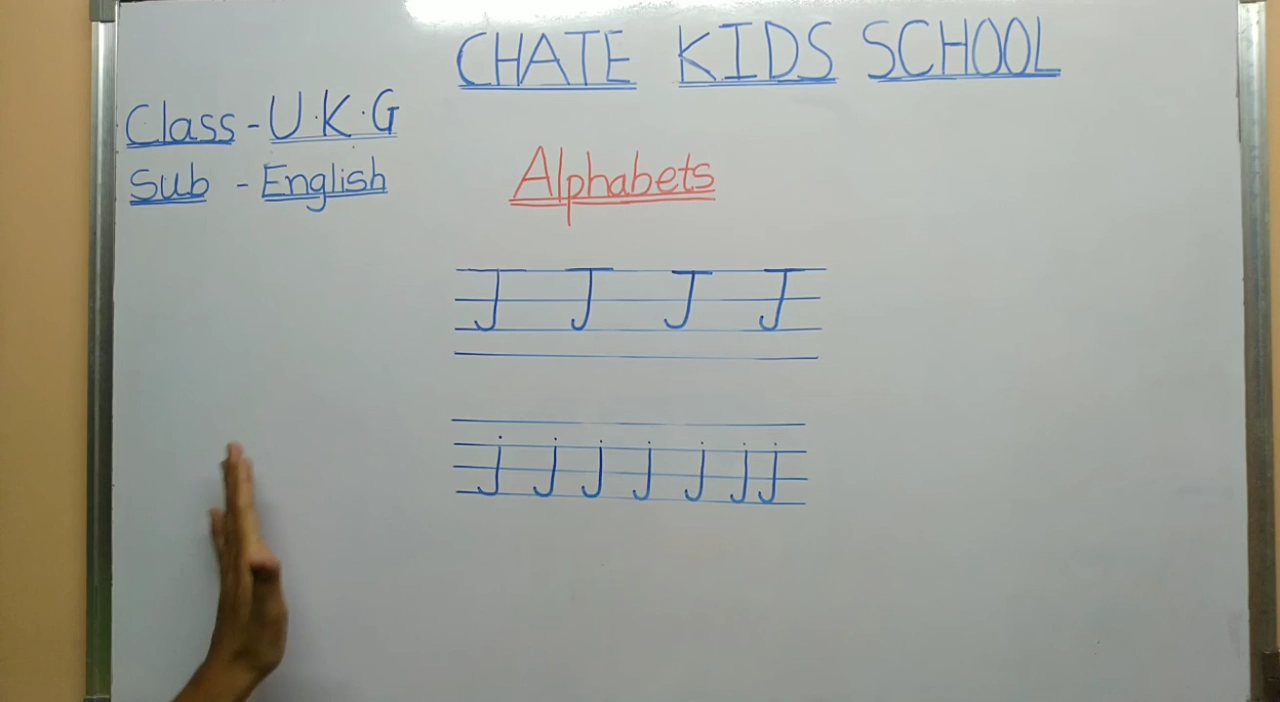 CHATE KIDS SCHOOL
Class - U.K.G
Sub - English
Alphabets
J J J J
j j j j j j j